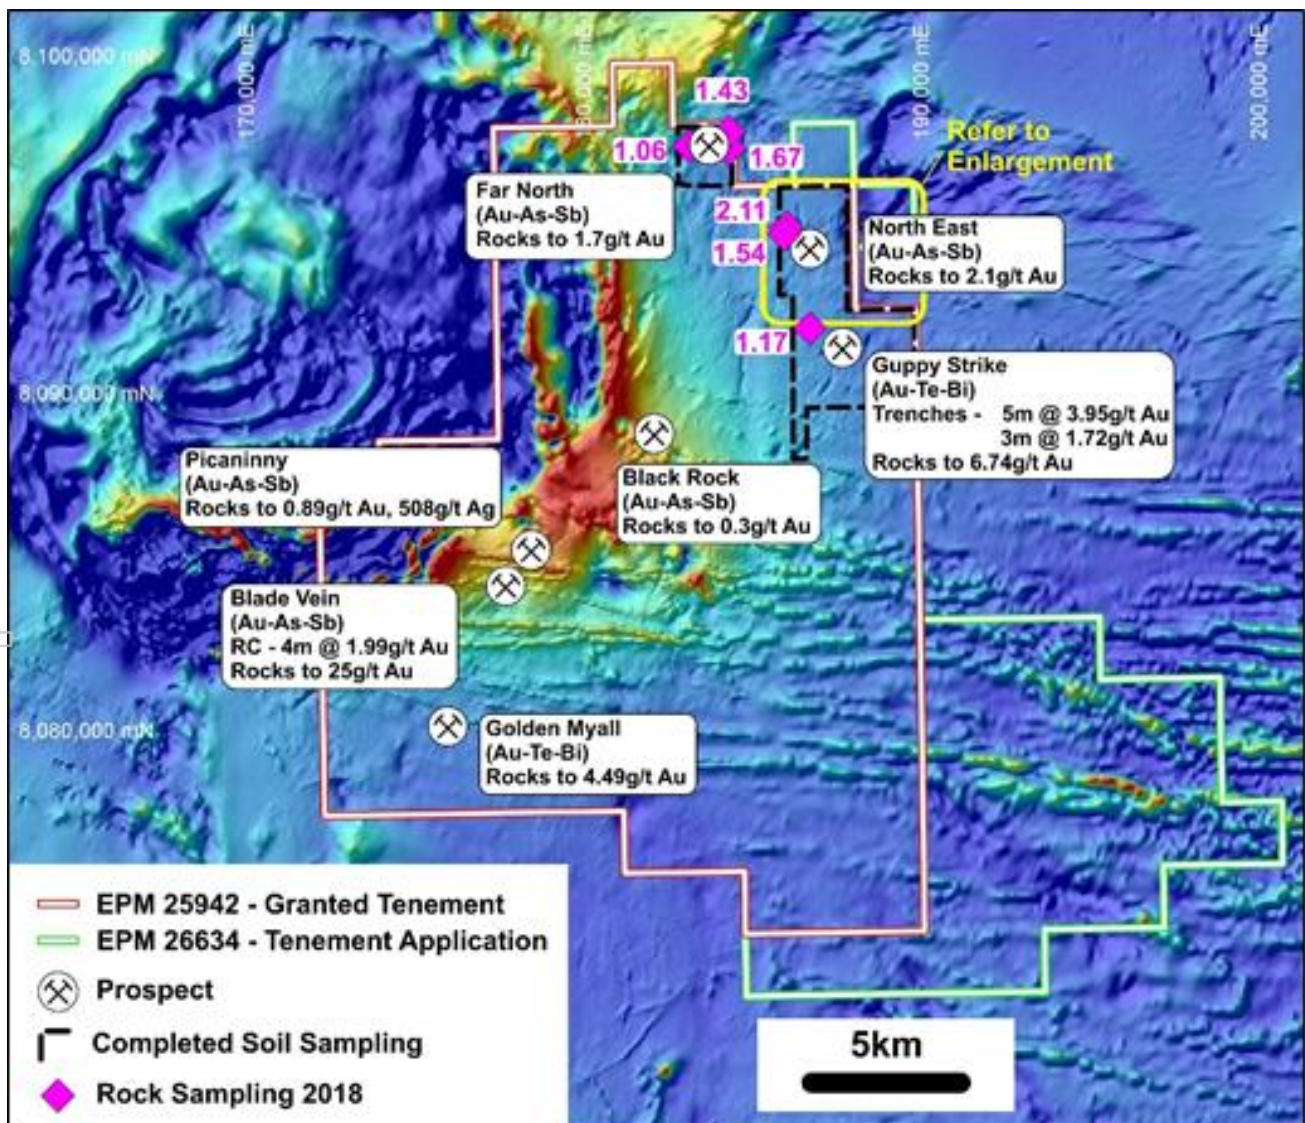 8,100,000 mN
170,000 mE
190,000 mE
200,000 mE
1.43
1.06
1.67
Refer to
Enlargement
Far North
(Au-As-Sb)
Rocks to 1.7g/t Au
2.11
1.54
North East
(Au-As-Sb)
Rocks to 2.1g/t Au
1.17
8,090,000 mN
Guppy Strike
(Au-Te-Bi)
Trenches - 5m @ 3.95g/t Au
3m @ 1.72g/t Au
Rocks to 6.74g/t Au
Picaninny
(Au-As-Sb)
Rocks to 0.89g/t Au, 508g/t Ag
Black Rock
(Au-As-Sb)
Rocks to 0.3g/t Au
Blade Vein
(Au-As-Sb)
RC - 4m @ 1.99g/t Au
Rocks to 25g/t Au
8,080,000 mN
Golden Myall
(Au-Te-Bi)
Rocks to 4.49g/t Au
EPM 25942 - Granted Tenement
EPM 26634 - Tenement Application
Prospect
Completed Soil Sampling
Rock Sampling 2018
5km